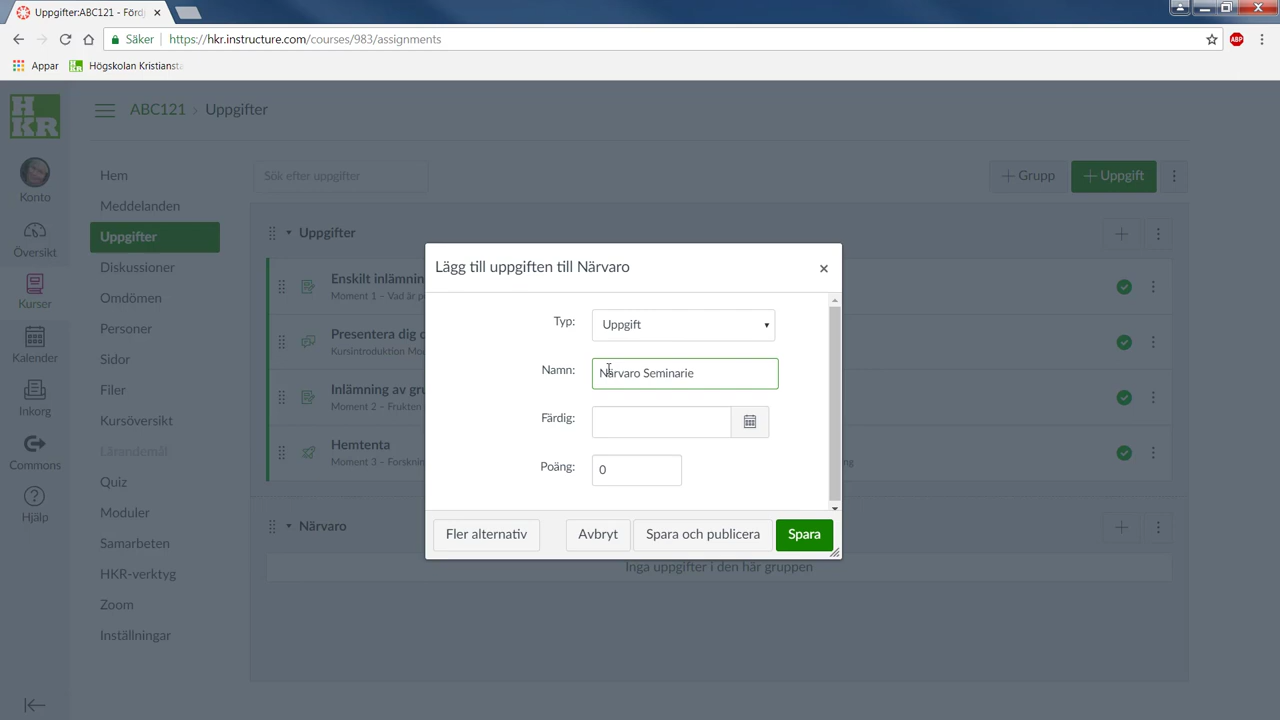 Uppgifter:ABC121 - Förd
Säker
https://hkr.instructure.com/courses/983/assignments
ABP
Appar
Högskolan Kristiansta
HKR
ABC121 › Uppgifter
Konto
Översikt
Kurser
Kalender
Inkorg
Commons
Hjälp
Hem
Meddelanden
Uppgifter
Diskussioner
Omdömen
Personer
Sidor
Filer
Kursöversikt
Lärandemål
Quiz
Moduler
Samarbeten
HKR-verktyg
Zoom
Inställningar
Sök efter uppgifter
+ Grupp
+ Uppgift
Uppgifter
Enskilt inlämnin
Moment 1 – Vad är p
Presentera dig o
Kursintroduktion Mo
Inlämning av gru
Moment 2 – Frukten
Hemtenta
Moment 3 – Forskni
Närvaro
Inga uppgifter i den här gruppen
Lägg till uppgiften till Närvaro
×
Typ:
Uppgift
Namn:
Närvaro Seminarie
Färdig:
Poäng:
0
Fler alternativ
Avbryt
Spara och publicera
Spara